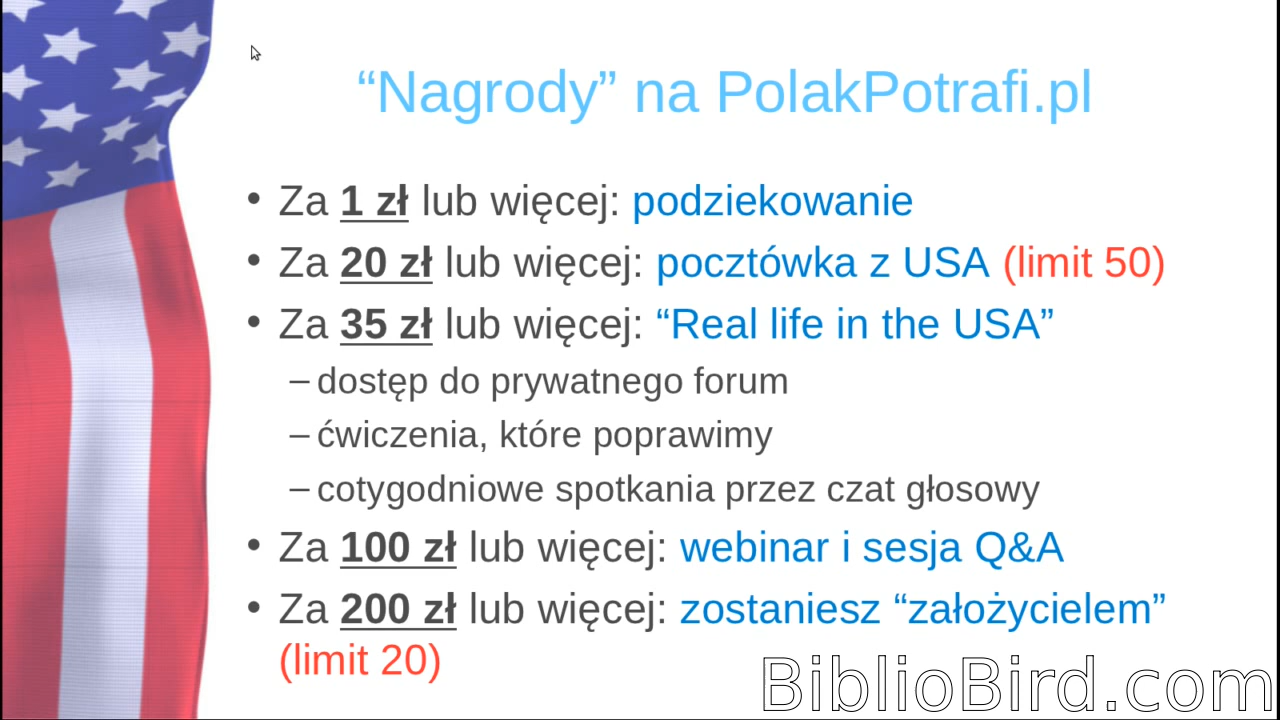 “Nagrody” na PolakPotrafi.pl
• Za 1 zł lub więcej: podziekowanie
• Za 20 zł lub więcej: pocztówka z USA (limit 50)
• Za 35 zł lub więcej: “Real life in the USA”
– dostęp do prywatnego forum
– ćwiczenia, które poprawimy
– cotygodniowe spotkania przez czat głosowy
• Za 100 zł lub więcej: webinar i sesja Q&A
• Za 200 zł lub więcej: zostaniesz “założycielem”
(limit 20)
BiblioBird.com